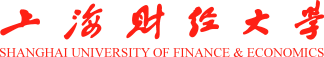 上海财经大学
SHANGHAI UNIVERSITY OF FINANCE & ECONOMICS